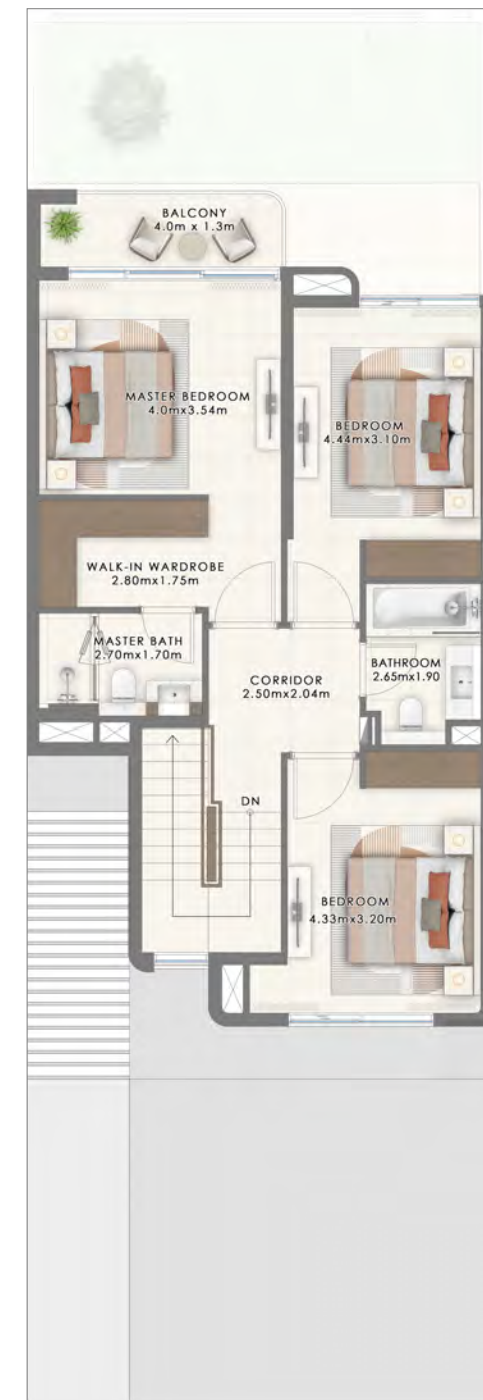 BALCONY
4.0m x 1.3m
MASTER BEDROOM
4.0mx3.54m
BEDROOM
4.44mx3.10m
WALK-IN WARDROBE
2.80mx1.75m
MASTER BATH
2.70mx1.70m
BATHROOM
2.65mx1.90
CORRIDOR
2.50mx2.04m
DN
BEDROOM
4.33mx3.20m